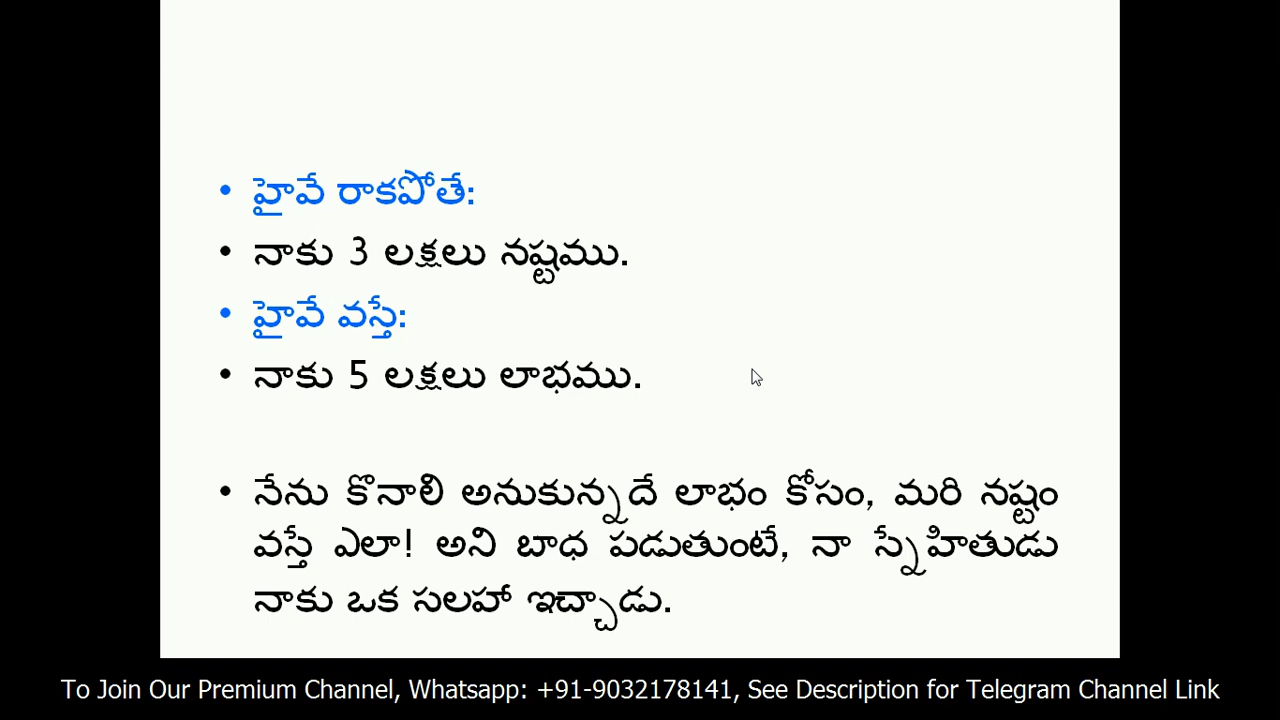 • హైవే రాకపోతే:
• నాకు 3 లక్షలు నష్టము.
• హైవే వస్తే:
• నాకు 5 లక్షలు లాభము.
• నేను కొనాలి అనుకున్నదే లాభం కోసం, మరి నష్టం
వస్తే ఎలా! అని బాధ పడుతుంటే, నా స్నేహితుడు
నాకు ఒక సలహా ఇచ్చాడు.
To Join Our Premium Channel, Whatsapp: +91-9032178141, See Description for Telegram Channel Link